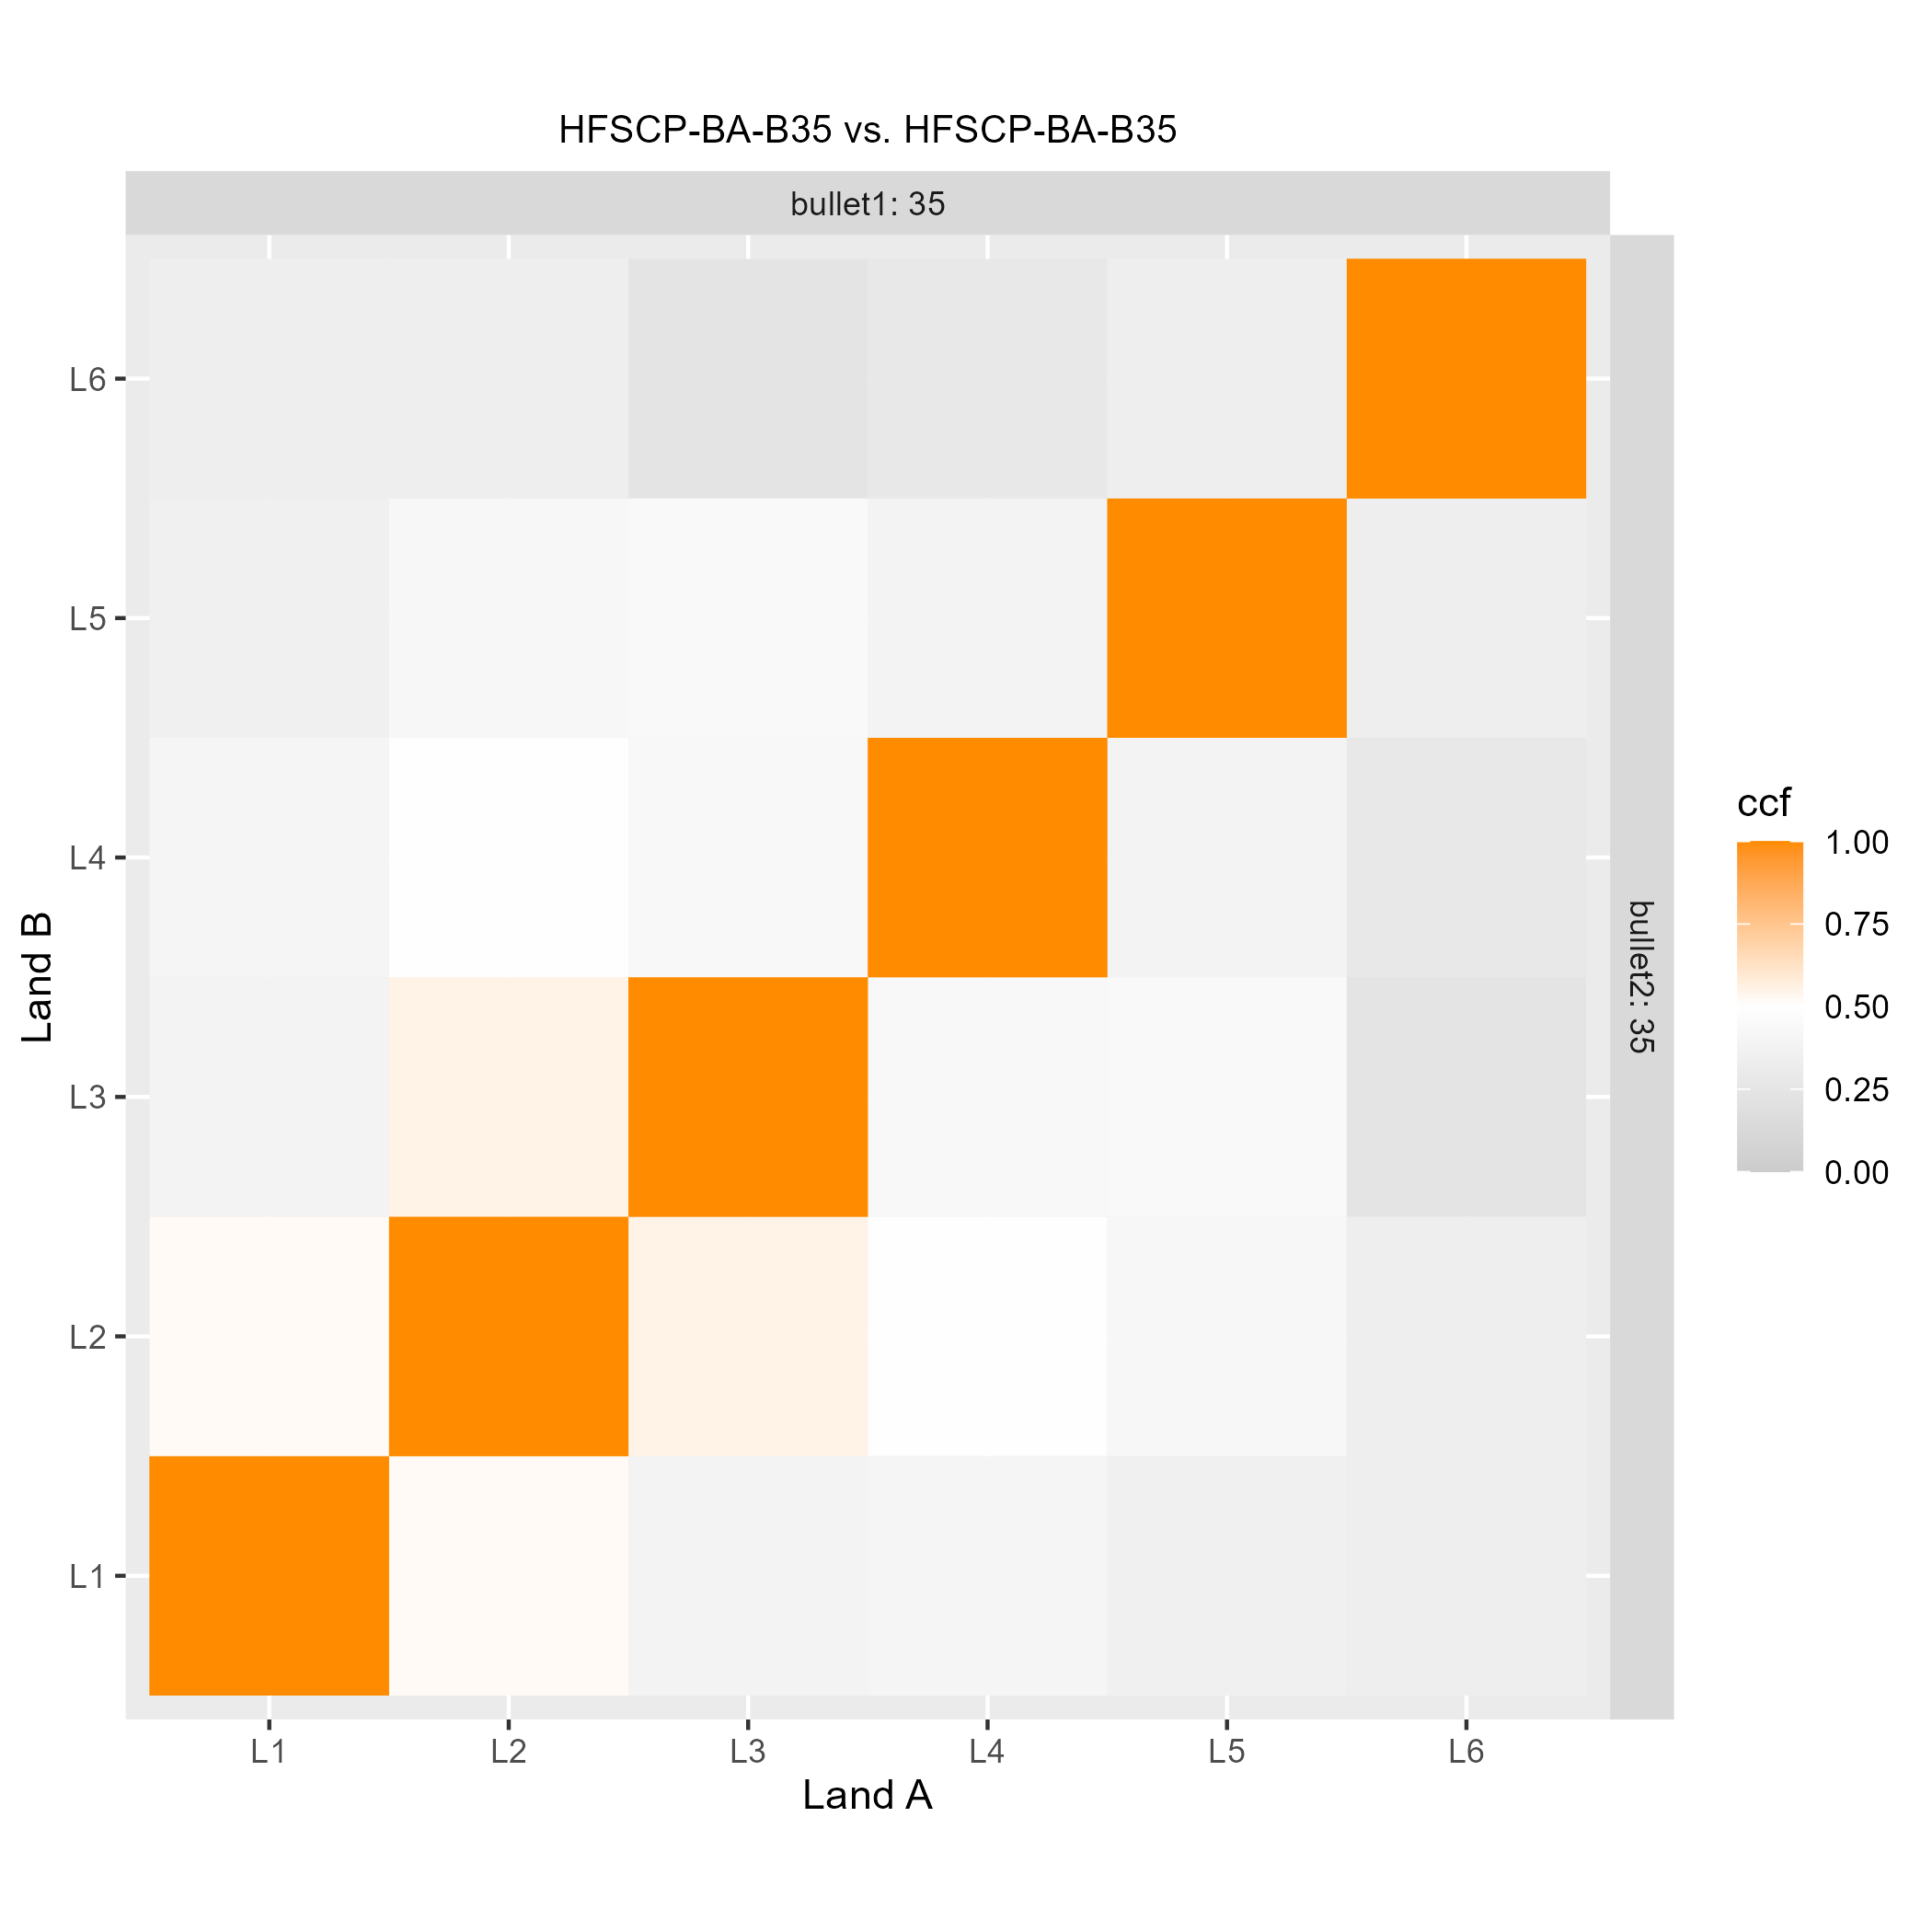 HFSCP-BA-B35 vs. HFSCP-BA-B35
bullet1: 35
L6
L5
L4
L3
L2
L1
Land B
bullet2: 35
L1 L2 L3 L4 L5 L6
Land A
ccf
1.00
0.75
0.50
0.25
0.00